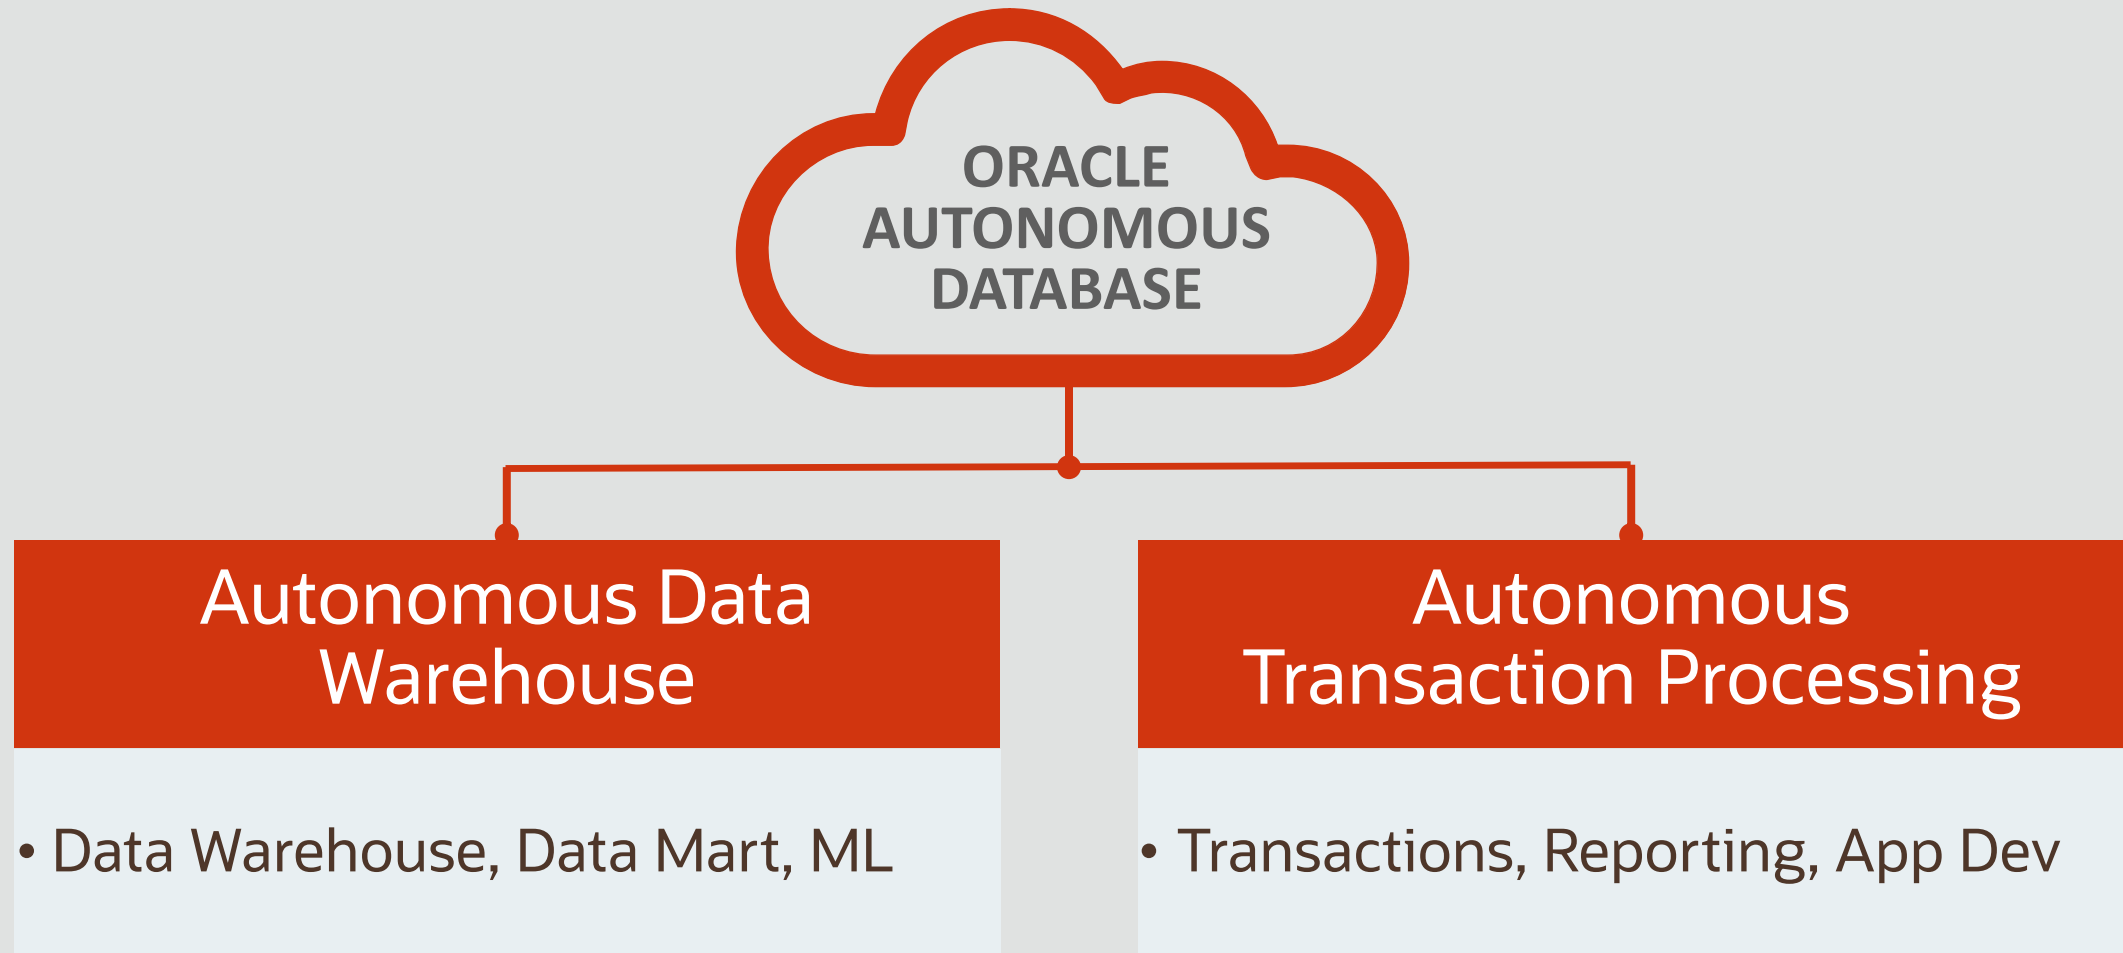 ORACLE
AUTONOMOUS
DATABASE
Autonomous Data
Warehouse
• Data Warehouse, Data Mart, ML
Autonomous
Transaction Processing
• Transactions, Reporting, App Dev